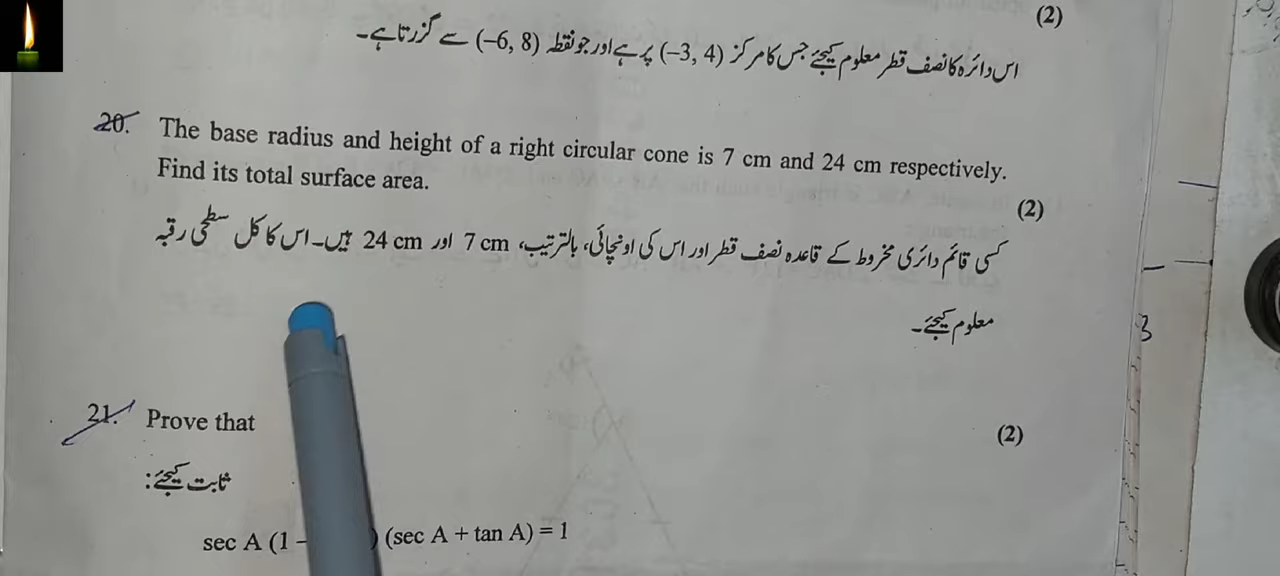 (2)
اس دائرہ کا نصف قطر معلوم کیجئے جس کا مرکز (–3, 4) پر ہے اور جو نقطہ (–6, 8) سے گزرتا ہے۔
20. The base radius and height of a right circular cone is 7 cm and 24 cm respectively.
Find its total surface area.
(2)
کسی قائم دائری مخروط کے قاعدہ نصف قطر اور اس کی اونچائی، بالترتیب، 7 cm اور 24 cm ہیں۔ اس کا کل سطحی رقبہ
معلوم کیجئے۔
3
21. Prove that
(2)
ثابت کیجئے:
sec A (1 – ) (sec A + tan A) = 1